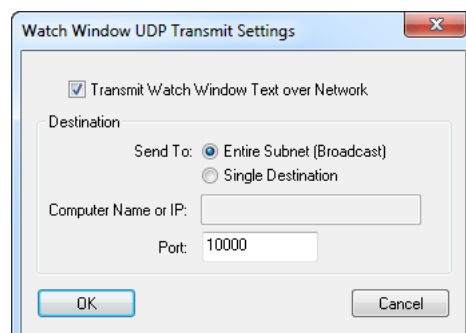 Watch Window UDP Transmit Settings
Transmit Watch Window Text over Network
Destination
Send To: Entire Subnet (Broadcast)
Single Destination
Computer Name or IP:
Port: 10000
OK Cancel